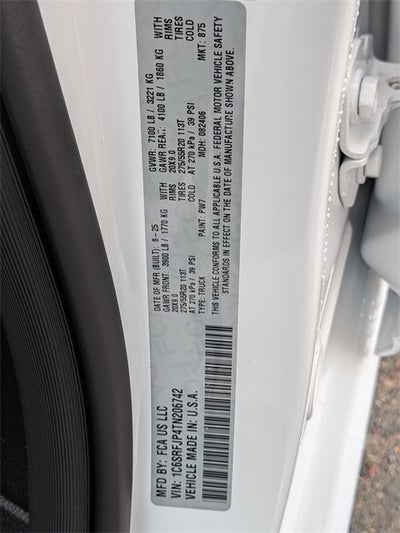 MFD BY: FCA US LLC
DATE OF MFR (BUILT): 8-25 GVWR: 7100 LB / 3221 KG
GAWR FRONT: 3900 LB / 1770 KG WITH GAWR REAR: 4100 LB / 1860 KG WITH
20X9.0 RIMS 20X9.0 RIMS
275/55R20 113T TIRES 275/55R20 113T TIRES
AT 270 kPa / 39 PSI COLD AT 270 kPa / 39 PSI COLD
TYPE: TRUCK PAINT: PW7 MDH: 082406 MKT: 875
THIS VEHICLE CONFORMS TO ALL APPLICABLE U.S.A. FEDERAL MOTOR VEHICLE SAFETY
STANDARDS IN EFFECT ON THE DATE OF MANUFACTURE SHOWN ABOVE.
VIN: 1C6SRFJP4TN206742
VEHICLE MADE IN: U.S.A.